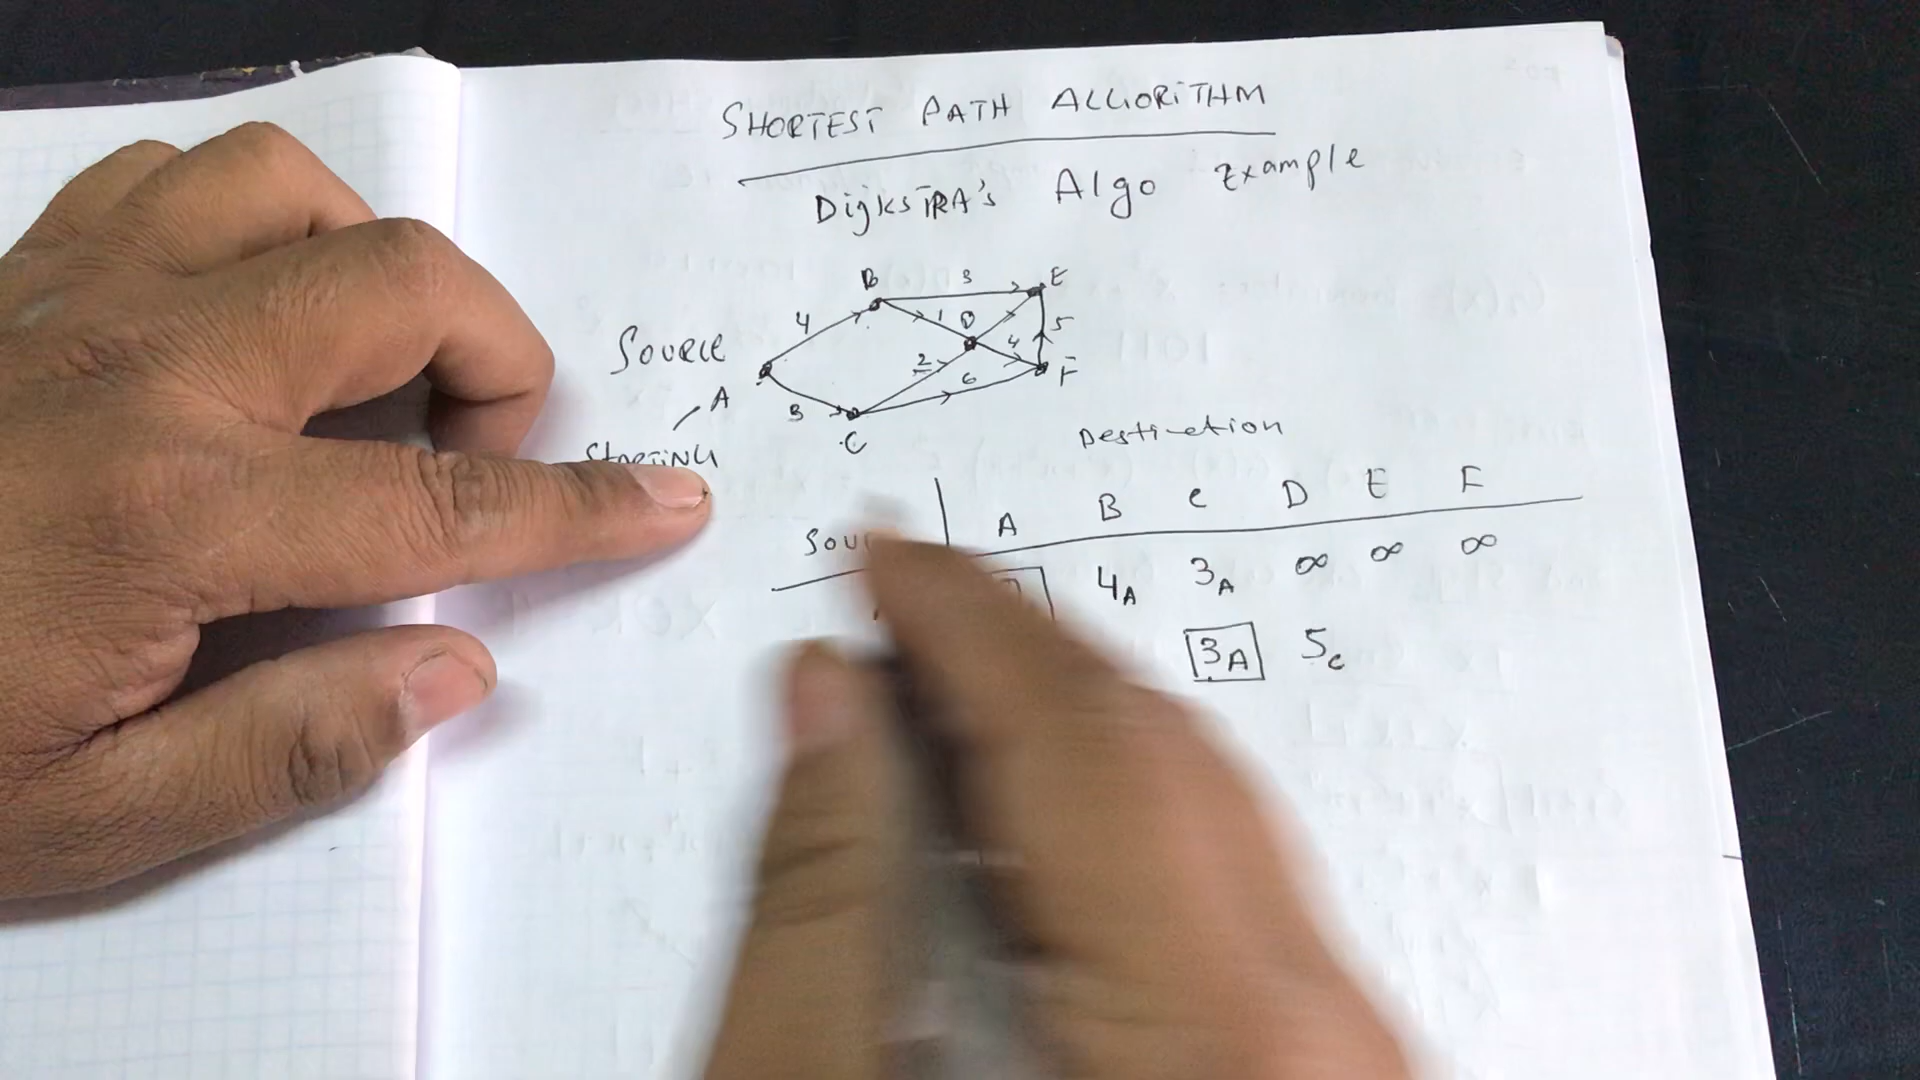 SHORTEST PATH ALGORITHM
DijkSTRA's Algo Example
B 3 E
4 1 D
Source 2 4 5
A 3 6 F
C
STARTING
Destination
A B C D E F
4A 3A ∞ ∞ ∞
3A 5c